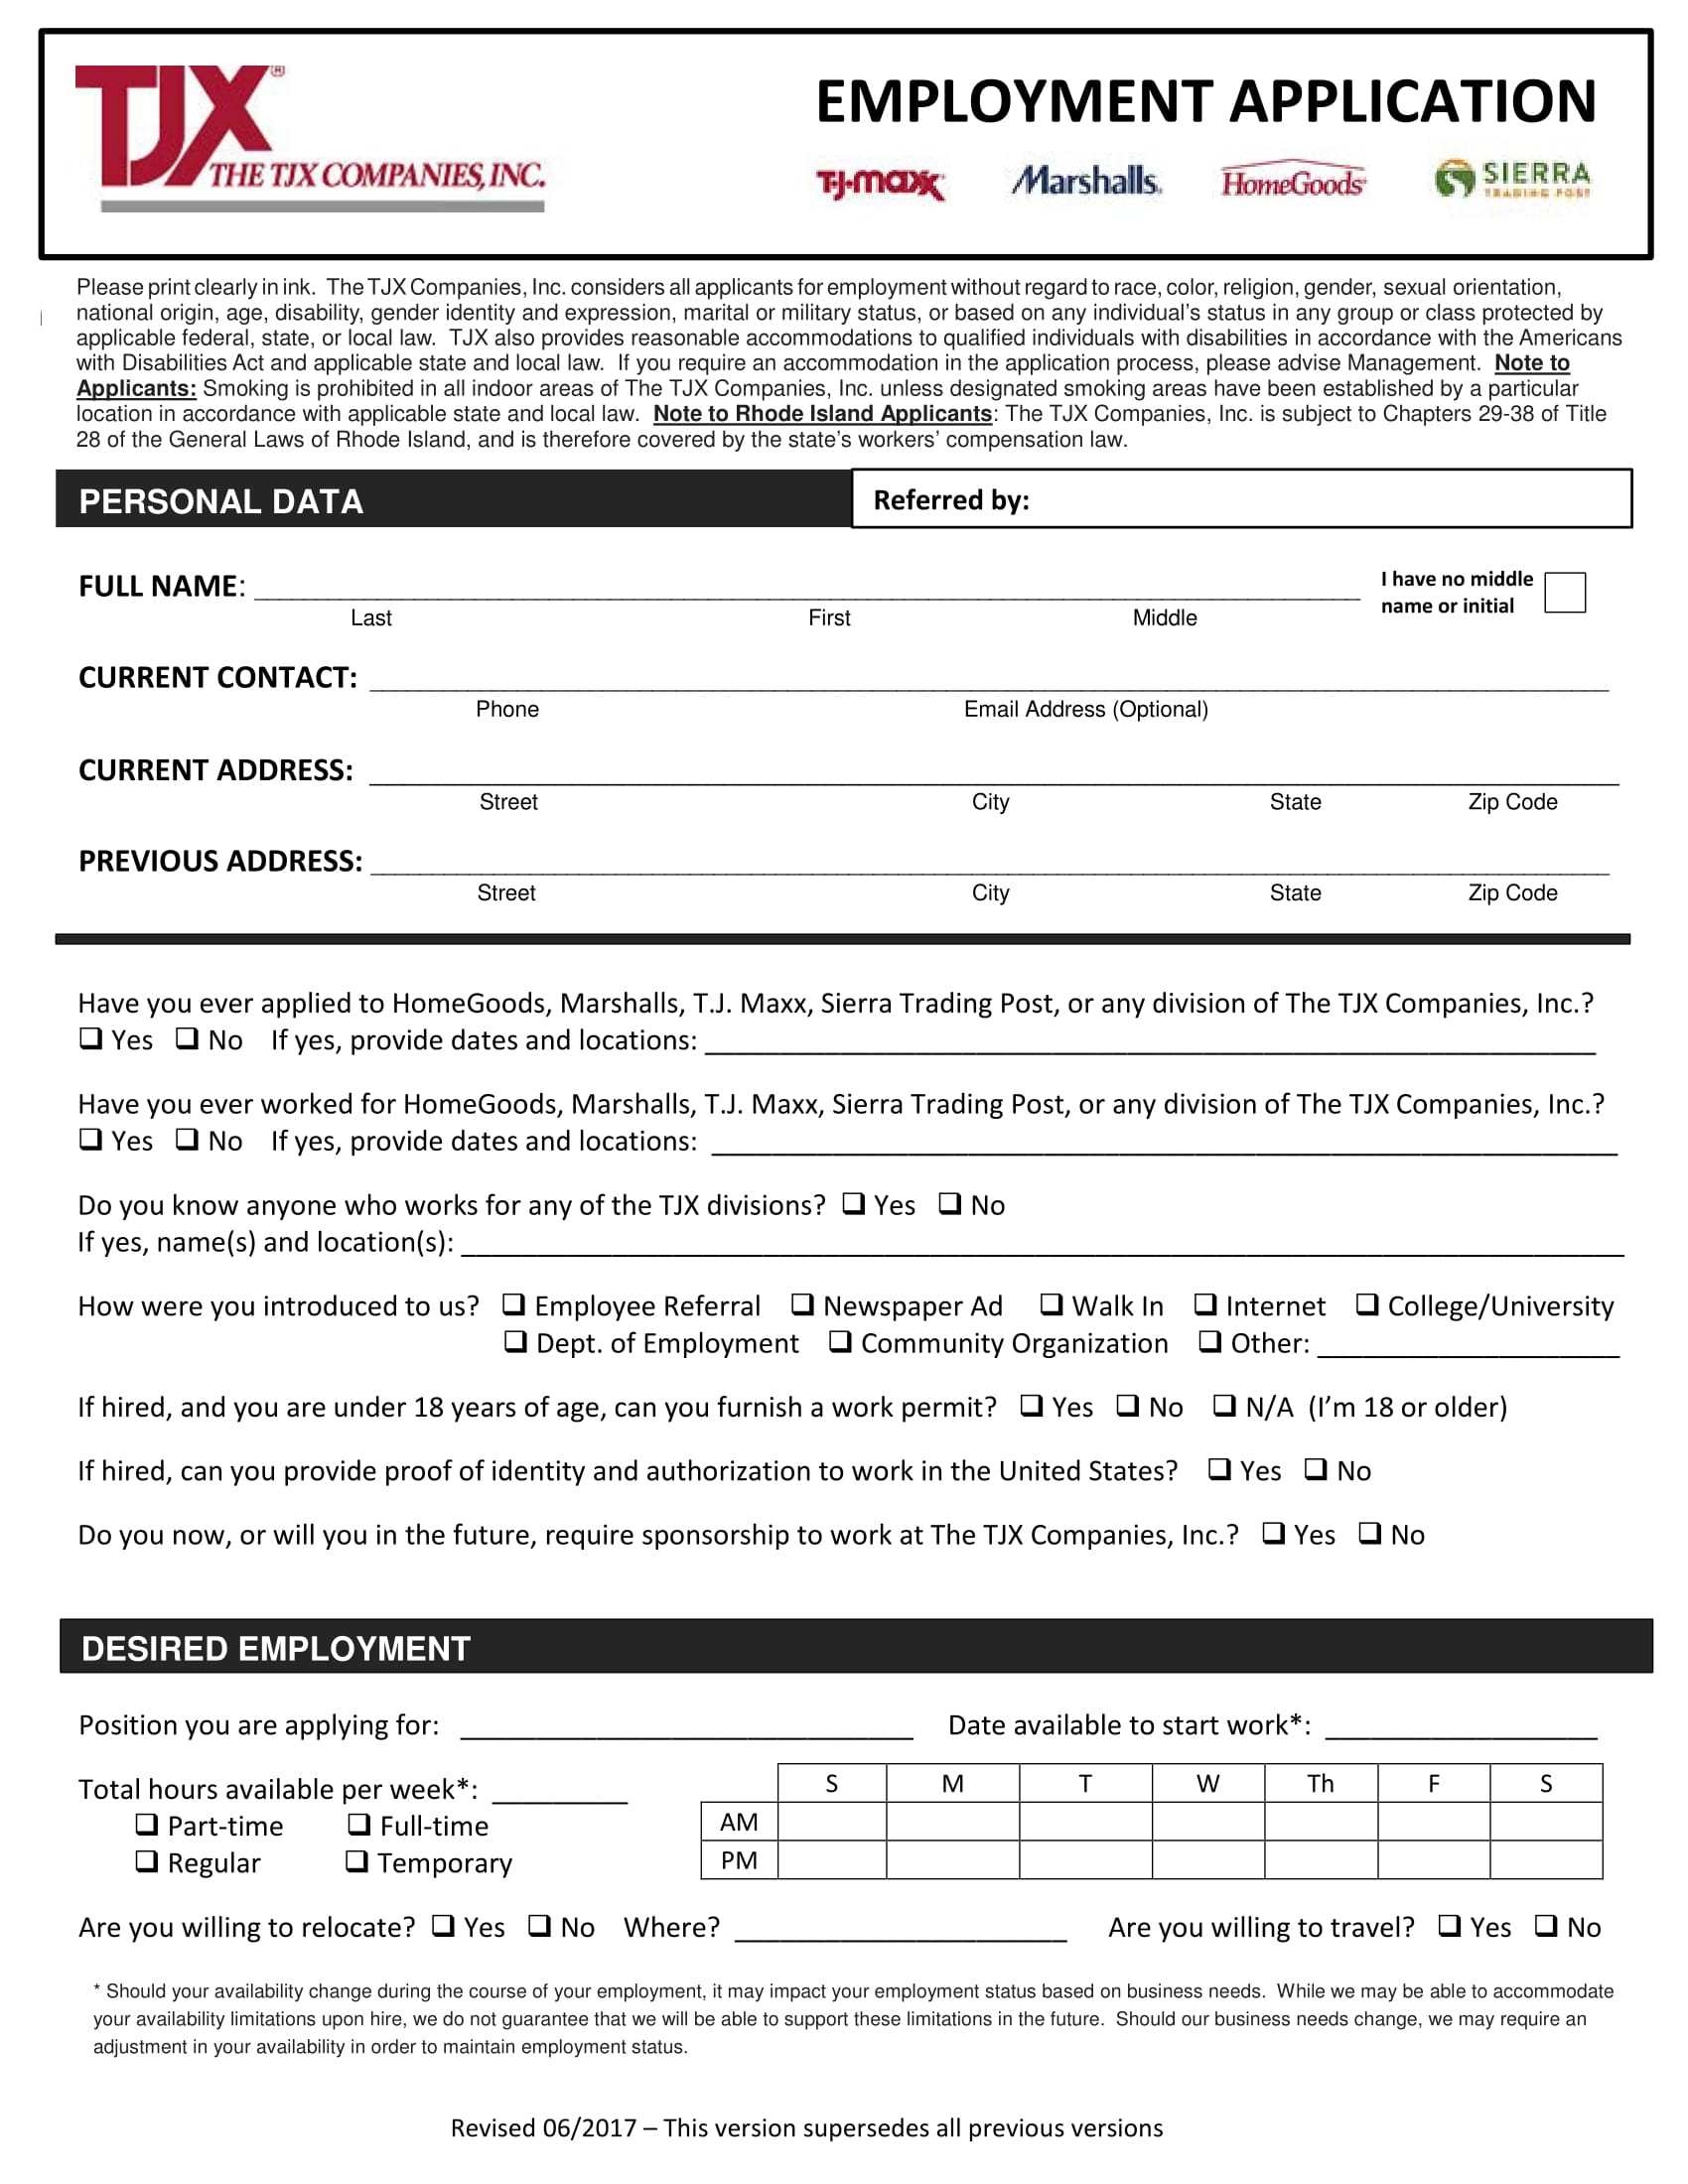 TJX®
THE TJX COMPANIES, INC.
EMPLOYMENT APPLICATION
T·J·maxx Marshalls. HomeGoods SIERRA
TRADING POST
Please print clearly in ink. The TJX Companies, Inc. considers all applicants for employment without regard to race, color, religion, gender, sexual orientation,
national origin, age, disability, gender identity and expression, marital or military status, or based on any individual’s status in any group or class protected by
applicable federal, state, or local law. TJX also provides reasonable accommodations to qualified individuals with disabilities in accordance with the Americans
with Disabilities Act and applicable state and local law. If you require an accommodation in the application process, please advise Management. Note to
Applicants: Smoking is prohibited in all indoor areas of The TJX Companies, Inc. unless designated smoking areas have been established by a particular
location in accordance with applicable state and local law. Note to Rhode Island Applicants: The TJX Companies, Inc. is subject to Chapters 29-38 of Title
28 of the General Laws of Rhode Island, and is therefore covered by the state’s workers’ compensation law.
PERSONAL DATA Referred by:
FULL NAME: ____ I have no middle
name or initial ☐
Last First Middle
CURRENT CONTACT: ____
Phone Email Address (Optional)
CURRENT ADDRESS: ____
Street City State Zip Code
PREVIOUS ADDRESS: ____
Street City State Zip Code
Have you ever applied to HomeGoods, Marshalls, T.J. Maxx, Sierra Trading Post, or any division of The TJX Companies, Inc.?
❑ Yes ❑ No If yes, provide dates and locations: ____
Have you ever worked for HomeGoods, Marshalls, T.J. Maxx, Sierra Trading Post, or any division of The TJX Companies, Inc.?
❑ Yes ❑ No If yes, provide dates and locations: ____
Do you know anyone who works for any of the TJX divisions? ❑ Yes ❑ No
If yes, name(s) and location(s): ____
How were you introduced to us? ❑ Employee Referral ❑ Newspaper Ad ❑ Walk In ❑ Internet ❑ College/University
❑ Dept. of Employment ❑ Community Organization ❑ Other: ____
If hired, and you are under 18 years of age, can you furnish a work permit? ❑ Yes ❑ No ❑ N/A (I’m 18 or older)
If hired, can you provide proof of identity and authorization to work in the United States? ❑ Yes ❑ No
Do you now, or will you in the future, require sponsorship to work at The TJX Companies, Inc.? ❑ Yes ❑ No
DESIRED EMPLOYMENT
Position you are applying for: ____ Date available to start work*: ____
Total hours available per week*: ____
❑ Part-time ❑ Full-time
❑ Regular ❑ Temporary
S M T W Th F S
AM
PM
Are you willing to relocate? ❑ Yes ❑ No Where? ____ Are you willing to travel? ❑ Yes ❑ No
* Should your availability change during the course of your employment, it may impact your employment status based on business needs. While we may be able to accommodate
your availability limitations upon hire, we do not guarantee that we will be able to support these limitations in the future. Should our business needs change, we may require an
adjustment in your availability in order to maintain employment status.
Revised 06/2017 – This version supersedes all previous versions